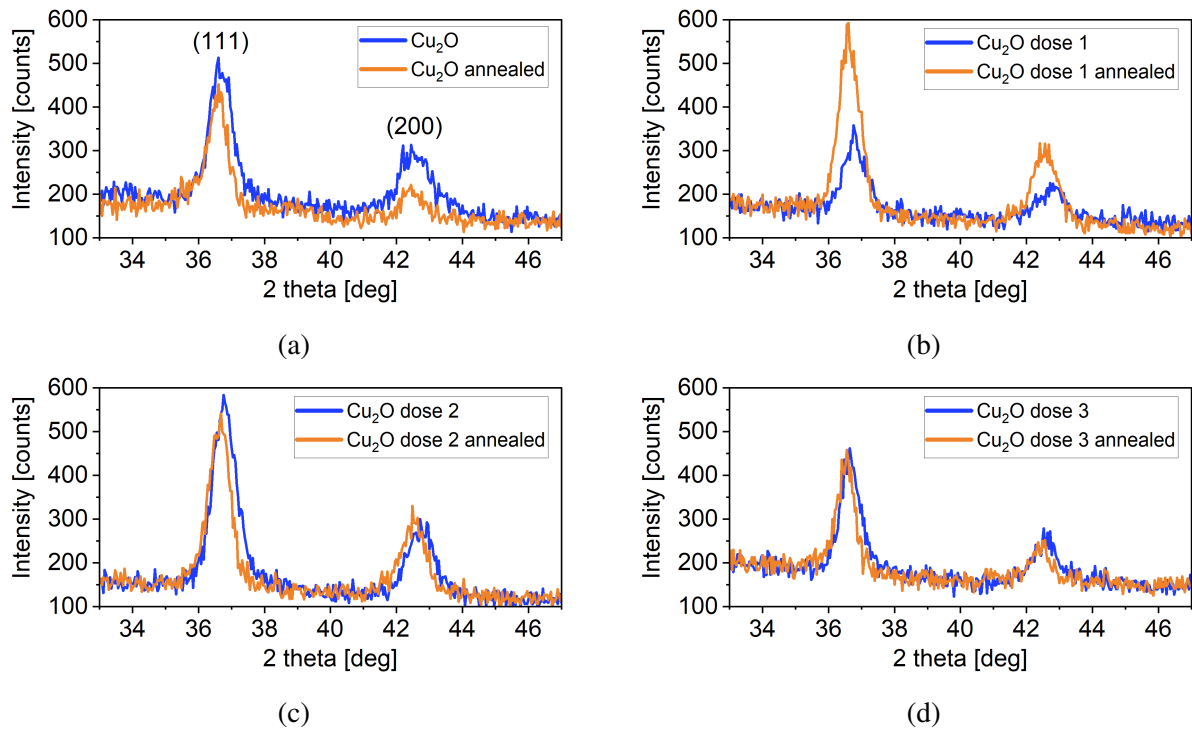 600
500
400
300
200
100
Intensity [counts]
(111)
(200)
Cu₂O
Cu₂O annealed
34 36 38 40 42 44 46
2 theta [deg]
(a)
600
500
400
300
200
100
Intensity [counts]
Cu₂O dose 1
Cu₂O dose 1 annealed
34 36 38 40 42 44 46
2 theta [deg]
(b)
600
500
400
300
200
100
Intensity [counts]
Cu₂O dose 2
Cu₂O dose 2 annealed
34 36 38 40 42 44 46
2 theta [deg]
(c)
600
500
400
300
200
100
Intensity [counts]
Cu₂O dose 3
Cu₂O dose 3 annealed
34 36 38 40 42 44 46
2 theta [deg]
(d)